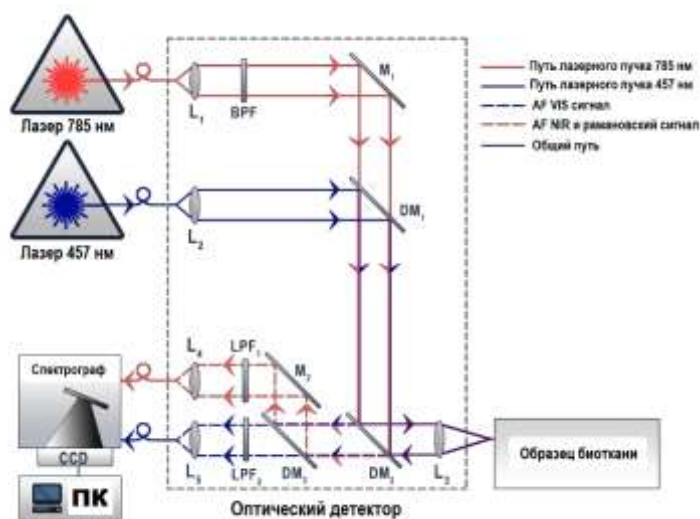 Лазер 785 нм
L1
BPF
M1
Путь лазерного пучка 785 нм
Путь лазерного пучка 457 нм
AF VIS сигнал
AF NIR и рамановский сигнал
Общий путь
Лазер 457 нм
L2
DM1
Спектрограф
CCD
ПК
L4
LPF1
M2
L5
LPF2
DM3
DM2
L3
Образец биоткани
Оптический детектор